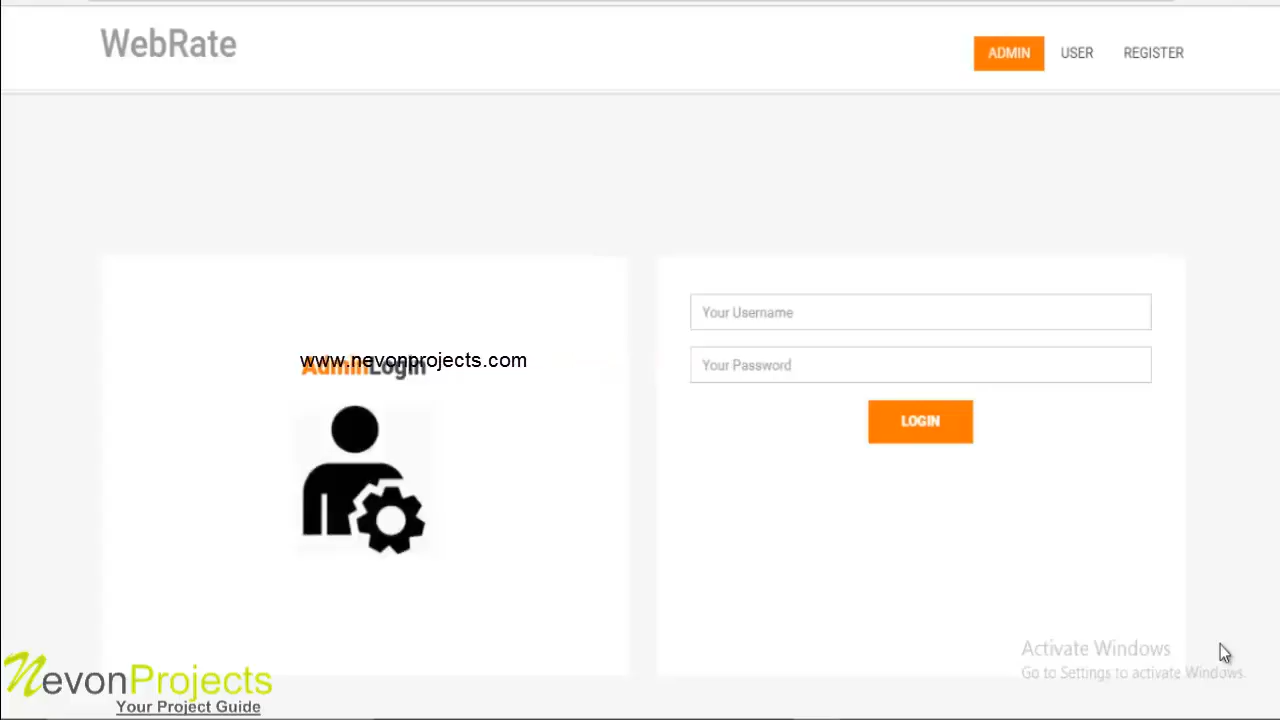 WebRate
ADMIN USER REGISTER
Your Username
www.nevonprojects.com
AdminLogin
Your Password
LOGIN
Activate Windows
Go to Settings to activate Windows.
NevonProjects
Your Project Guide